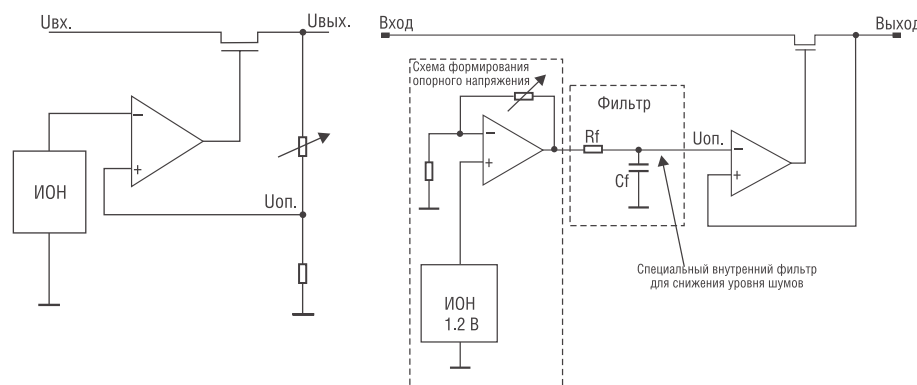 Uвх.
Uвых.
−
+
ИОН
Uоп.
Вход
Выход
Схема формирования
опорного напряжения
−
+
ИОН
1.2 В
Фильтр
Rf
Cf
Uоп.
−
+
Специальный внутренний фильтр
для снижения уровня шумов